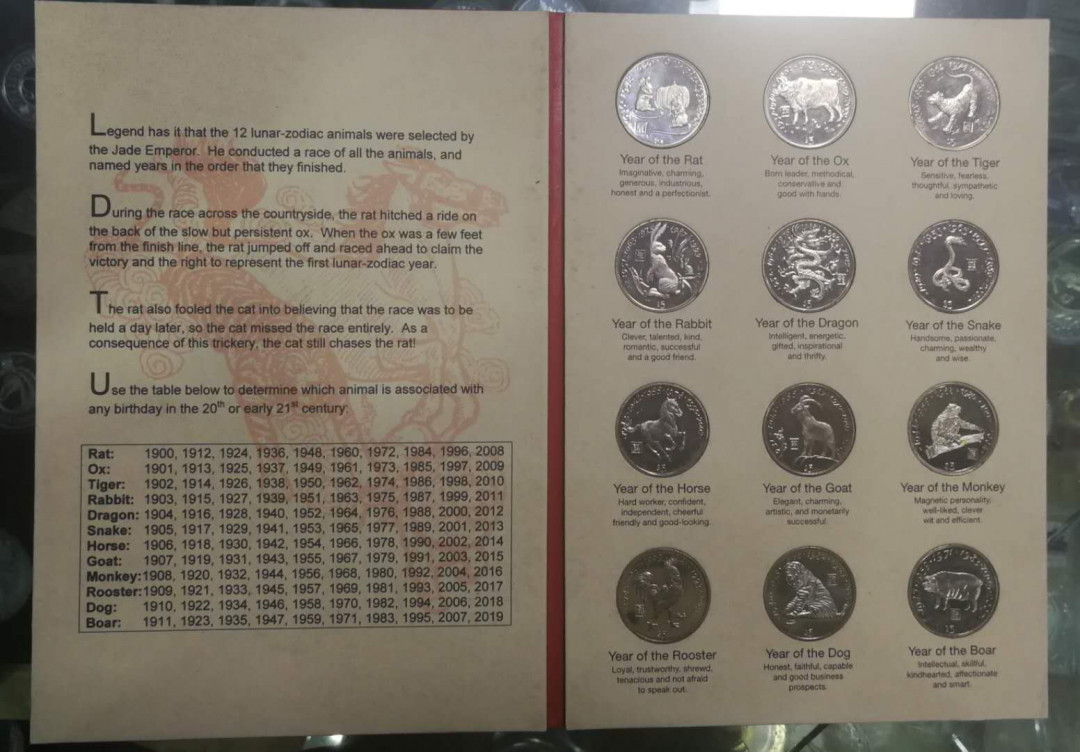 Legend has it that the 12 lunar-zodiac animals were selected by
the Jade Emperor. He conducted a race of all the animals, and
named years in the order that they finished.
During the race across the countryside, the rat hitched a ride on
the back of the slow but persistent ox. When the ox was a few feet
from the finish line, the rat jumped off and raced ahead to claim the
victory and the right to represent the first lunar-zodiac year.
The rat also fooled the cat into believing that the race was to be
held a day later, so the cat missed the race entirely. As a
consequence of this trickery, the cat still chases the rat!
Use the table below to determine which animal is associated with
any birthday in the 20th or early 21st century:
Rat: 1900, 1912, 1924, 1936, 1948, 1960, 1972, 1984, 1996, 2008
Ox: 1901, 1913, 1925, 1937, 1949, 1961, 1973, 1985, 1997, 2009
Tiger: 1902, 1914, 1926, 1938, 1950, 1962, 1974, 1986, 1998, 2010
Rabbit: 1903, 1915, 1927, 1939, 1951, 1963, 1975, 1987, 1999, 2011
Dragon: 1904, 1916, 1928, 1940, 1952, 1964, 1976, 1988, 2000, 2012
Snake: 1905, 1917, 1929, 1941, 1953, 1965, 1977, 1989, 2001, 2013
Horse: 1906, 1918, 1930, 1942, 1954, 1966, 1978, 1990, 2002, 2014
Goat: 1907, 1919, 1931, 1943, 1955, 1967, 1979, 1991, 2003, 2015
Monkey: 1908, 1920, 1932, 1944, 1956, 1968, 1980, 1992, 2004, 2016
Rooster: 1909, 1921, 1933, 1945, 1957, 1969, 1981, 1993, 2005, 2017
Dog: 1910, 1922, 1934, 1946, 1958, 1970, 1982, 1994, 2006, 2018
Boar: 1911, 1923, 1935, 1947, 1959, 1971, 1983, 1995, 2007, 2019
Year of the Rat
Imaginative, charming,
generous, industrious,
honest and a perfectionist.
Year of the Ox
Born leader, methodical,
conservative and
good with hands.
Year of the Tiger
Sensitive, fearless,
thoughtful, sympathetic
and loving.
Year of the Rabbit
Clever, talented, kind,
romantic, successful
and a good friend.
Year of the Dragon
Intelligent, energetic,
gifted, inspirational
and thrifty.
Year of the Snake
Handsome, passionate,
charming, wealthy
and wise.
Year of the Horse
Hard worker, confident,
independent, cheerful
friendly and good-looking.
Year of the Goat
Elegant, charming,
artistic, and monetarily
successful.
Year of the Monkey
Magnetic personality,
well-liked, clever
wit and efficient.
Year of the Rooster
Loyal, trustworthy, shrewd,
tenacious and not afraid
to speak out.
Year of the Dog
Honest, faithful, capable
and good business
prospects.
Year of the Boar
Intellectual, skillful,
kindhearted, affectionate
and smart.